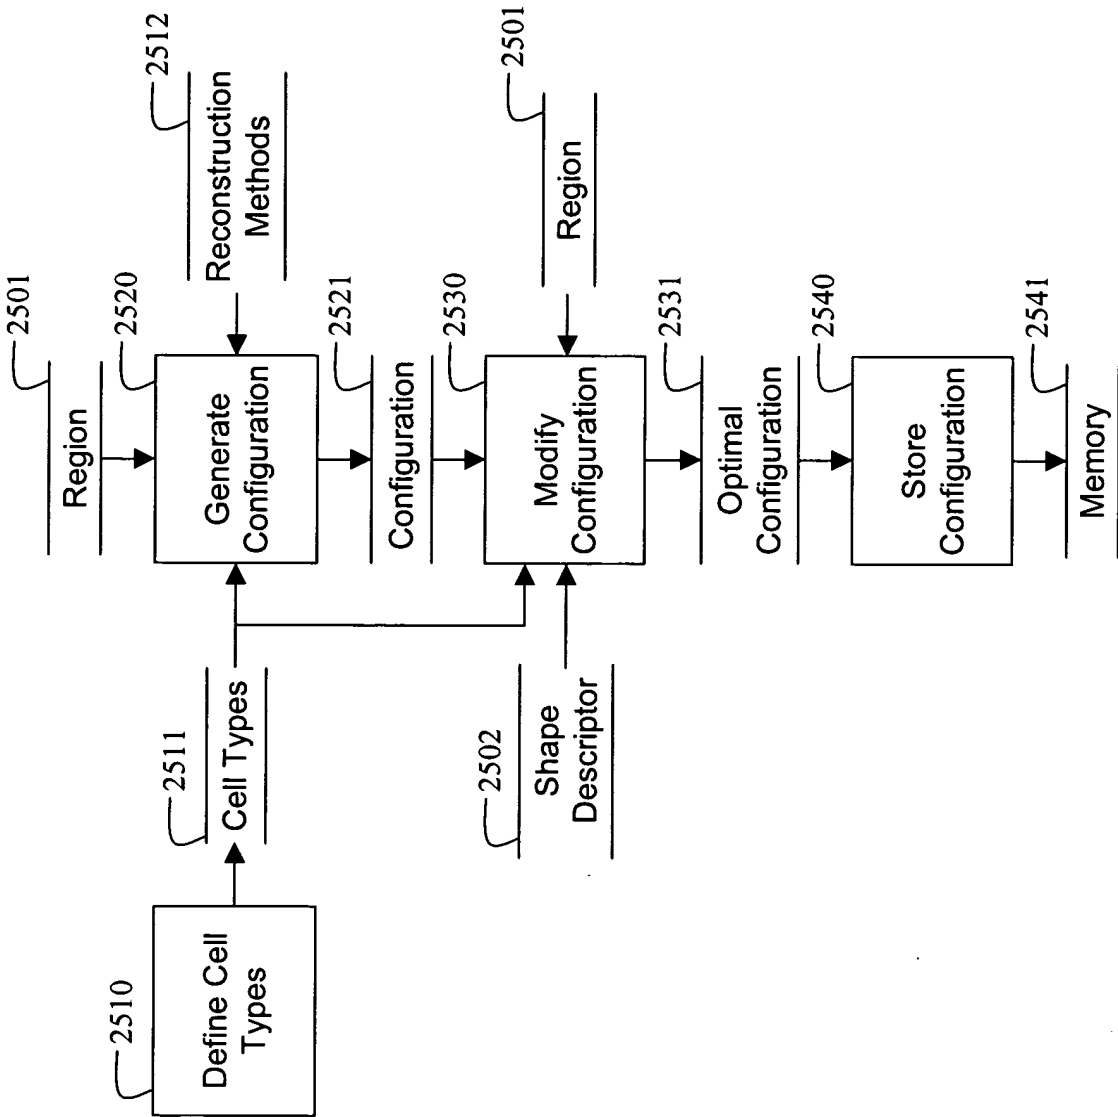 2510
Define Cell
Types
2511
Cell Types
2502
Shape
Descriptor
2501
Region
2520
Generate
Configuration
2512
Reconstruction
Methods
2521
Configuration
2530
Modify
Configuration
2501
Region
2531
Optimal
Configuration
2540
Store
Configuration
2541
Memory